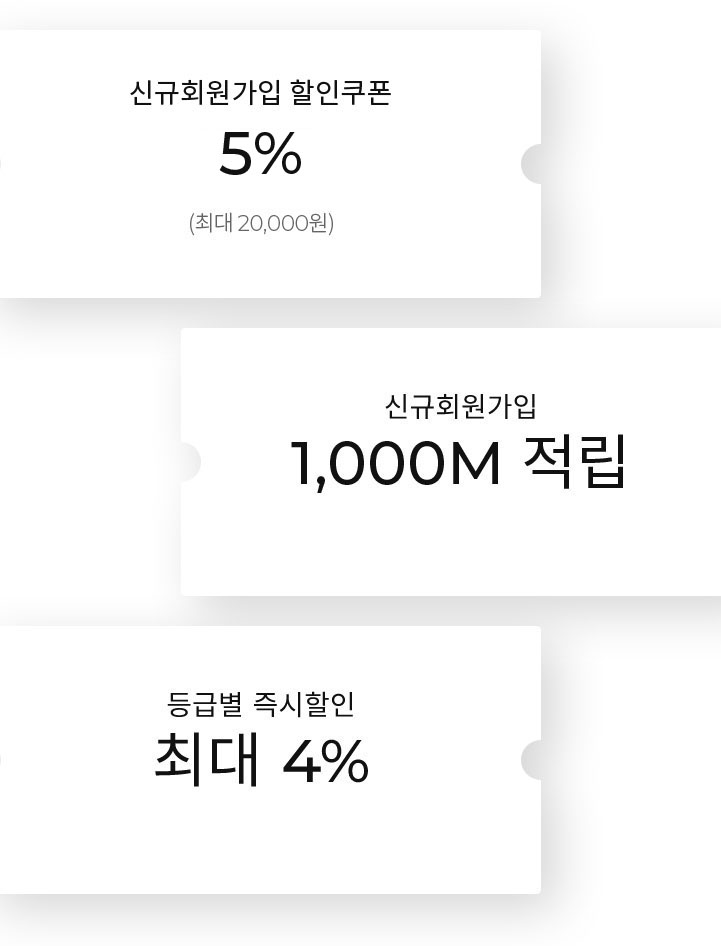 신규회원가입 할인쿠폰
5%
(최대 20,000원)
신규회원가입
1,000M 적립
등급별 즉시할인
최대 4%